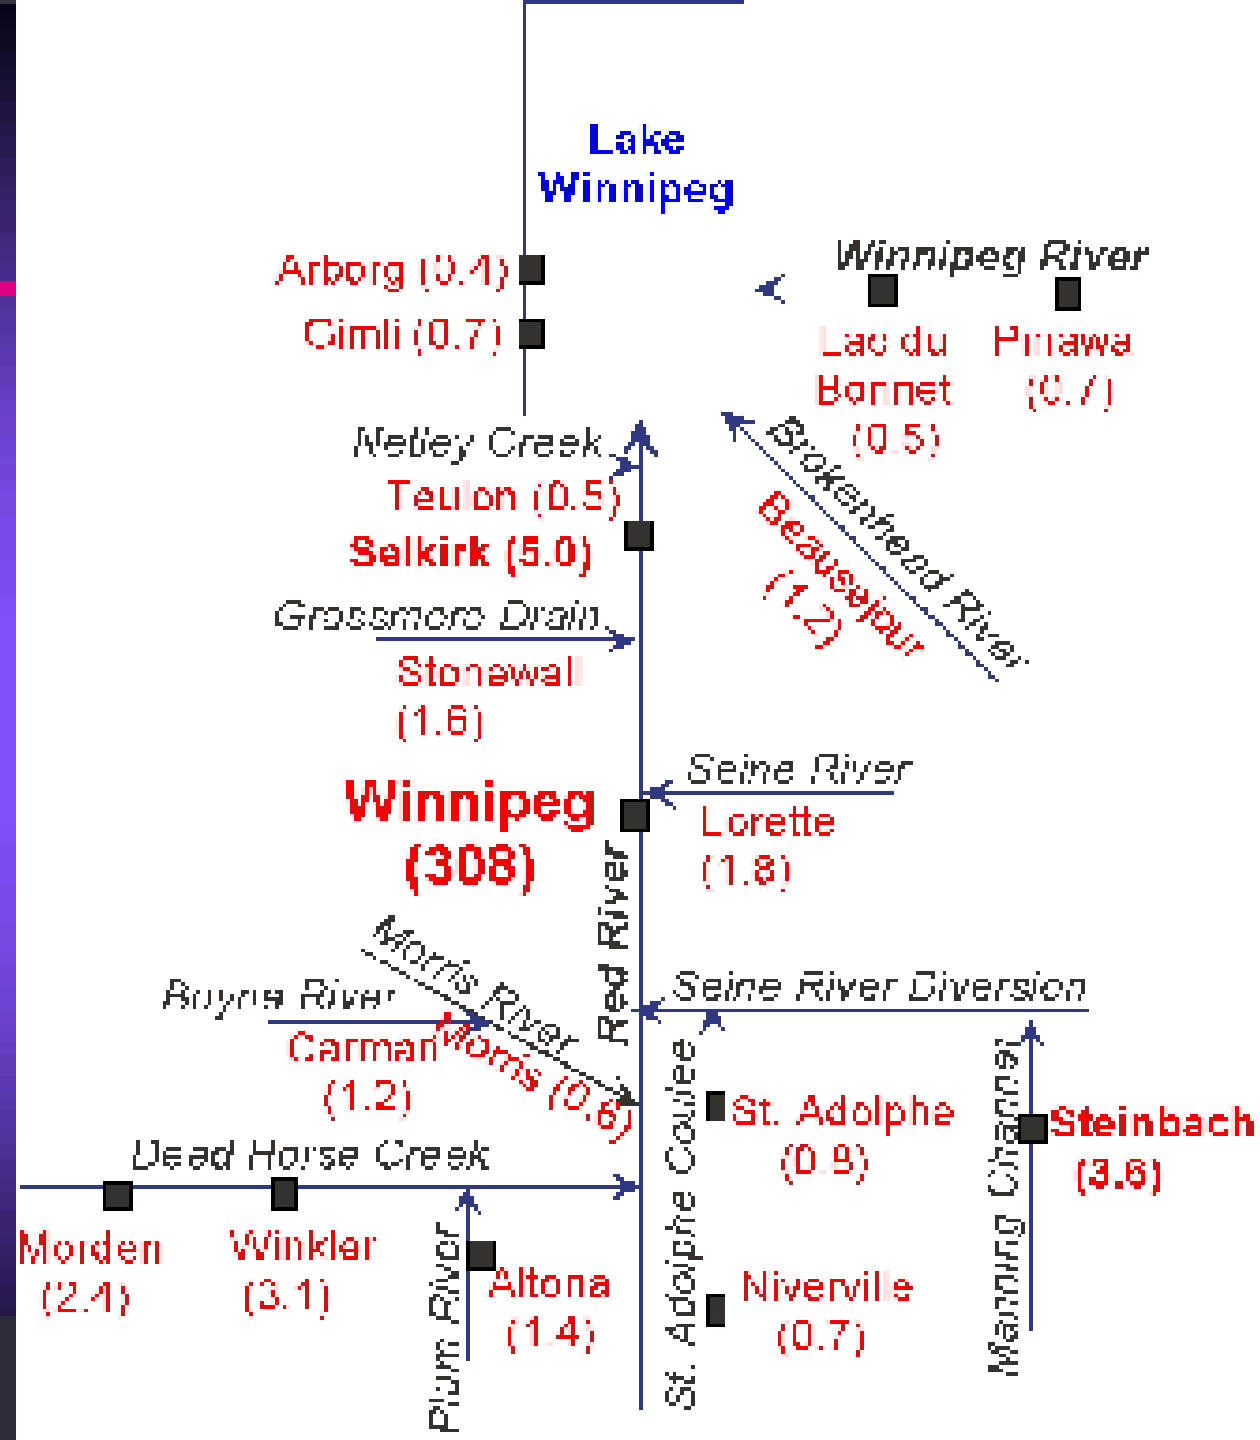 Lake
Winnipeg
Winnipeg River
Arborg (0.4)
Gimli (0.7)
Lac du
Bonnet
(0.5)
Pinawa
(0.7)
Netley Creek
Teulon (0.5)
Selkirk (5.0)
Brokenhead River
Beausejour
(1.2)
Grassmere Drain
Stonewall
(1.6)
Seine River
Winnipeg
(308)
Lorette
(1.8)
Red River
Morris River
Morris (0.6)
Boyne River
Carman
(1.2)
Seine River Diversion
St. Adolphe Coulee
St. Adolphe
(0.9)
Manning Channel
Steinbach
(3.6)
Dead Horse Creek
Morden
(2.4)
Winkler
(3.1)
Plum River
Altona
(1.4)
Niverville
(0.7)